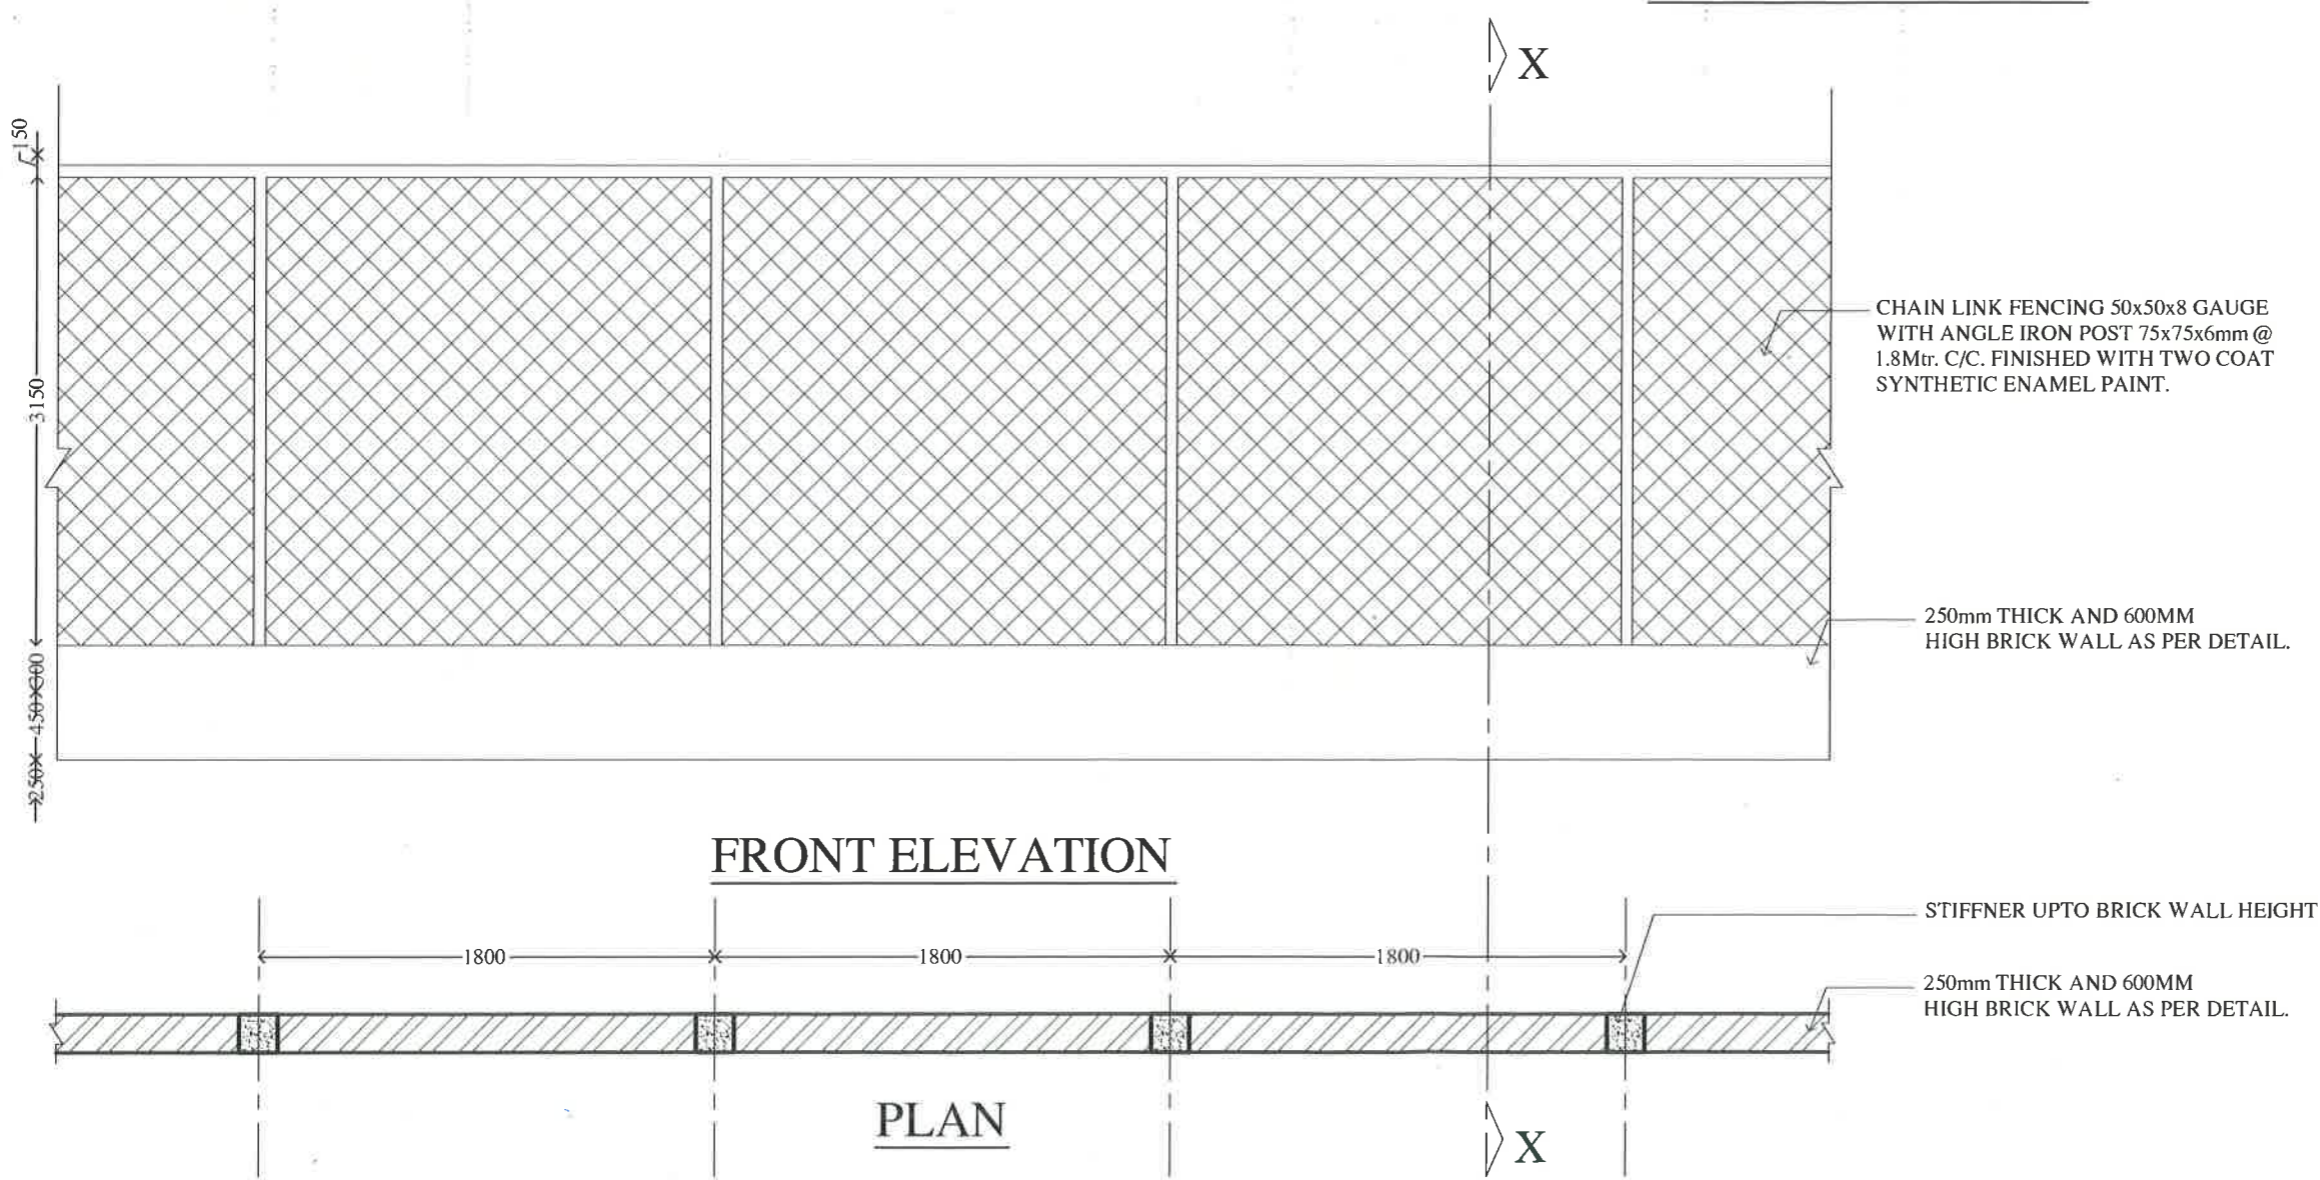 X
150
3150
300
450
250
CHAIN LINK FENCING 50x50x8 GAUGE
WITH ANGLE IRON POST 75x75x6mm @
1.8Mtr. C/C. FINISHED WITH TWO COAT
SYNTHETIC ENAMEL PAINT.
250mm THICK AND 600MM
HIGH BRICK WALL AS PER DETAIL.
FRONT ELEVATION
STIFFNER UPTO BRICK WALL HEIGHT
1800
1800
1800
250mm THICK AND 600MM
HIGH BRICK WALL AS PER DETAIL.
PLAN
X